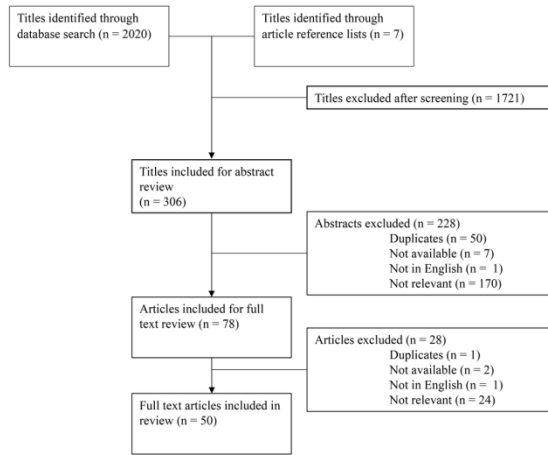 Titles identified through
database search (n = 2020)
Titles identified through
article reference lists (n = 7)
Titles excluded after screening (n = 1721)
Titles included for abstract
review
(n = 306)
Abstracts excluded (n = 228)
Duplicates (n = 50)
Not available (n = 7)
Not in English (n = 1)
Not relevant (n = 170)
Articles included for full
text review (n = 78)
Articles excluded (n = 28)
Duplicates (n = 1)
Not available (n = 2)
Not in English (n = 1)
Not relevant (n = 24)
Full text articles included in
review (n = 50)